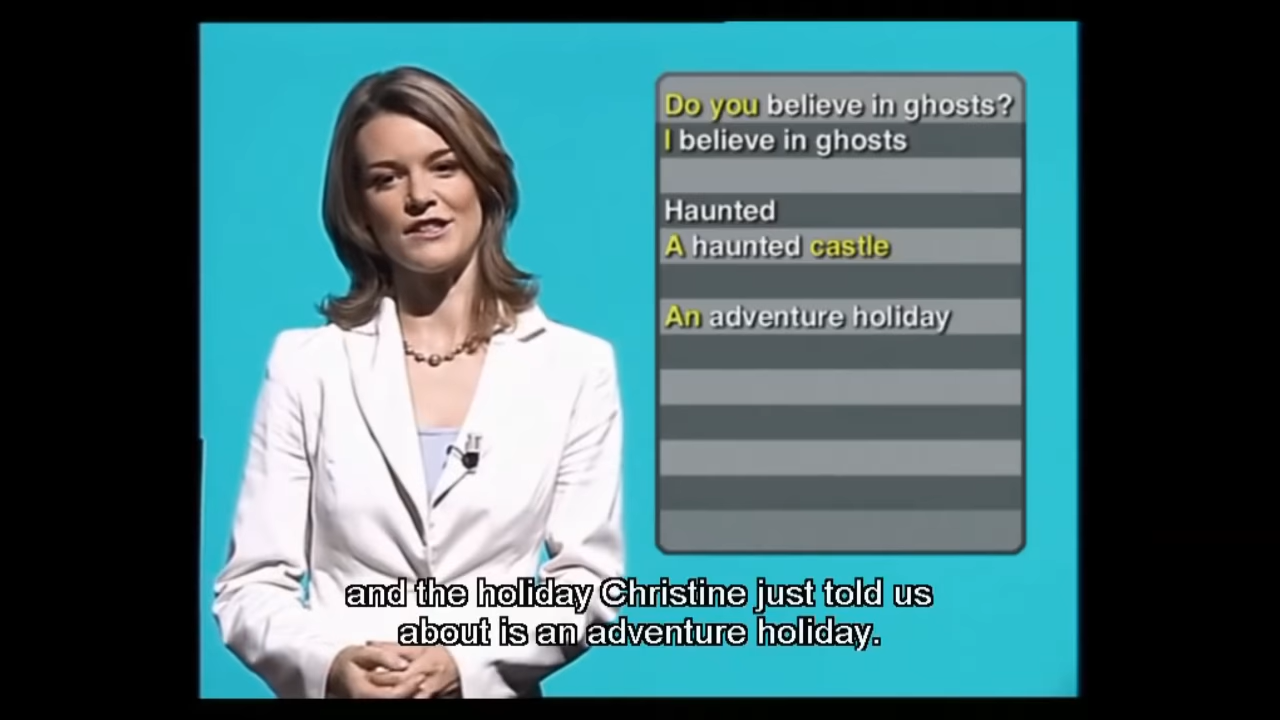 Do you believe in ghosts?
I believe in ghosts
Haunted
A haunted castle
An adventure holiday
and the holiday Christine just told us
about is an adventure holiday.